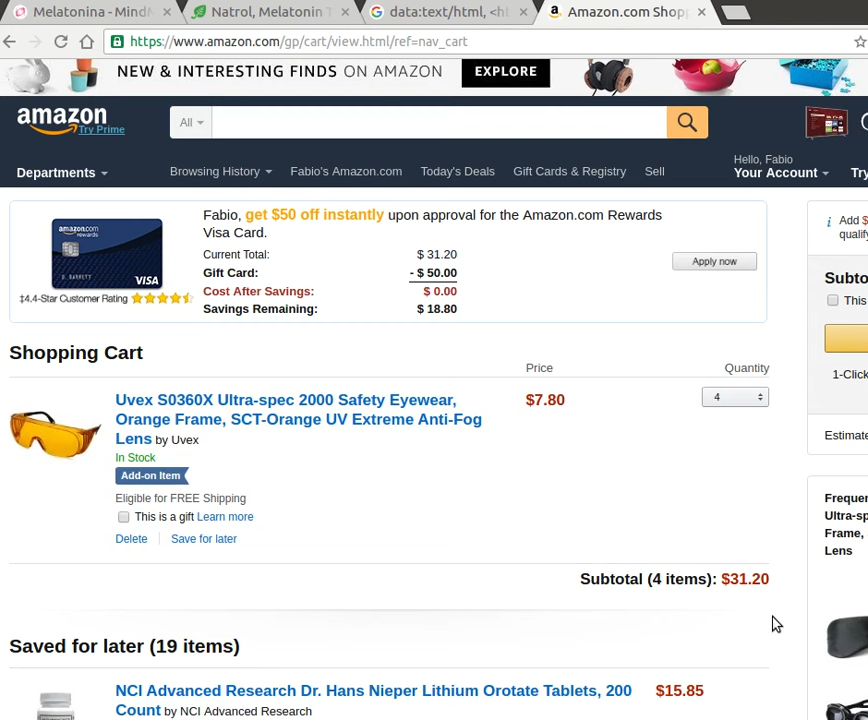 Melatonina - MindM
Natrol, Melatonin T
data:text/html, <h
Amazon.com Shopp
https://www.amazon.com/gp/cart/view.html/ref=nav_cart
NEW & INTERESTING FINDS ON AMAZON EXPLORE
amazon
Try Prime
All
Departments
Browsing History
Fabio's Amazon.com
Today's Deals
Gift Cards & Registry
Sell
Hello, Fabio
Your Account
Try
amazon.com
rewards
VISA
‡4.4-Star Customer Rating
Fabio, get $50 off instantly upon approval for the Amazon.com Rewards
Visa Card.
Current Total: $ 31.20
Gift Card: - $ 50.00
Cost After Savings: $ 0.00
Savings Remaining: $ 18.80
Apply now
i Add $
qualify
Subto
This
1-Click
Estimate
Shopping Cart
Price Quantity
Uvex S0360X Ultra-spec 2000 Safety Eyewear,
Orange Frame, SCT-Orange UV Extreme Anti-Fog
Lens by Uvex
$7.80
4
In Stock
Add-on Item
Eligible for FREE Shipping
This is a gift Learn more
Delete Save for later
Subtotal (4 items): $31.20
Frequen
Ultra-sp
Frame,
Lens
Saved for later (19 items)
NCI Advanced Research Dr. Hans Nieper Lithium Orotate Tablets, 200
Count by NCI Advanced Research
$15.85